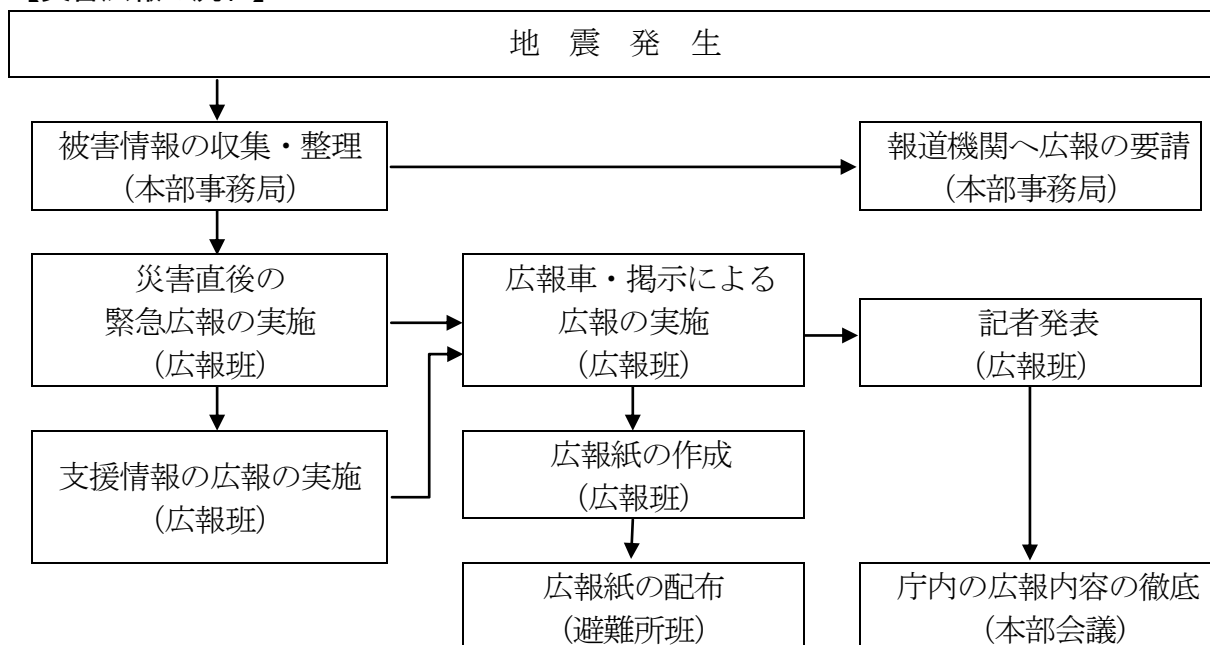 地 震 発 生
被害情報の収集・整理
(本部事務局)
報道機関へ広報の要請
(本部事務局)
災害直後の
緊急広報の実施
(広報班)
広報車・掲示による
広報の実施
(広報班)
記者発表
(広報班)
支援情報の広報の実施
(広報班)
広報紙の作成
(広報班)
広報紙の配布
(避難所班)
庁内の広報内容の徹底
(本部会議)